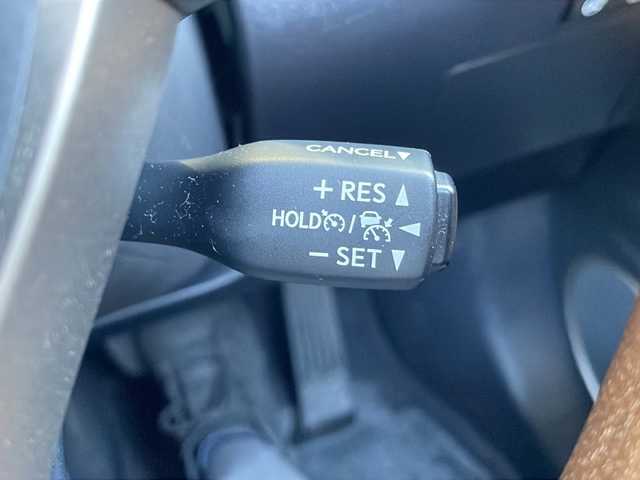 CANCEL▼
+ RES ▲
HOLD / ◀
− SET ▼